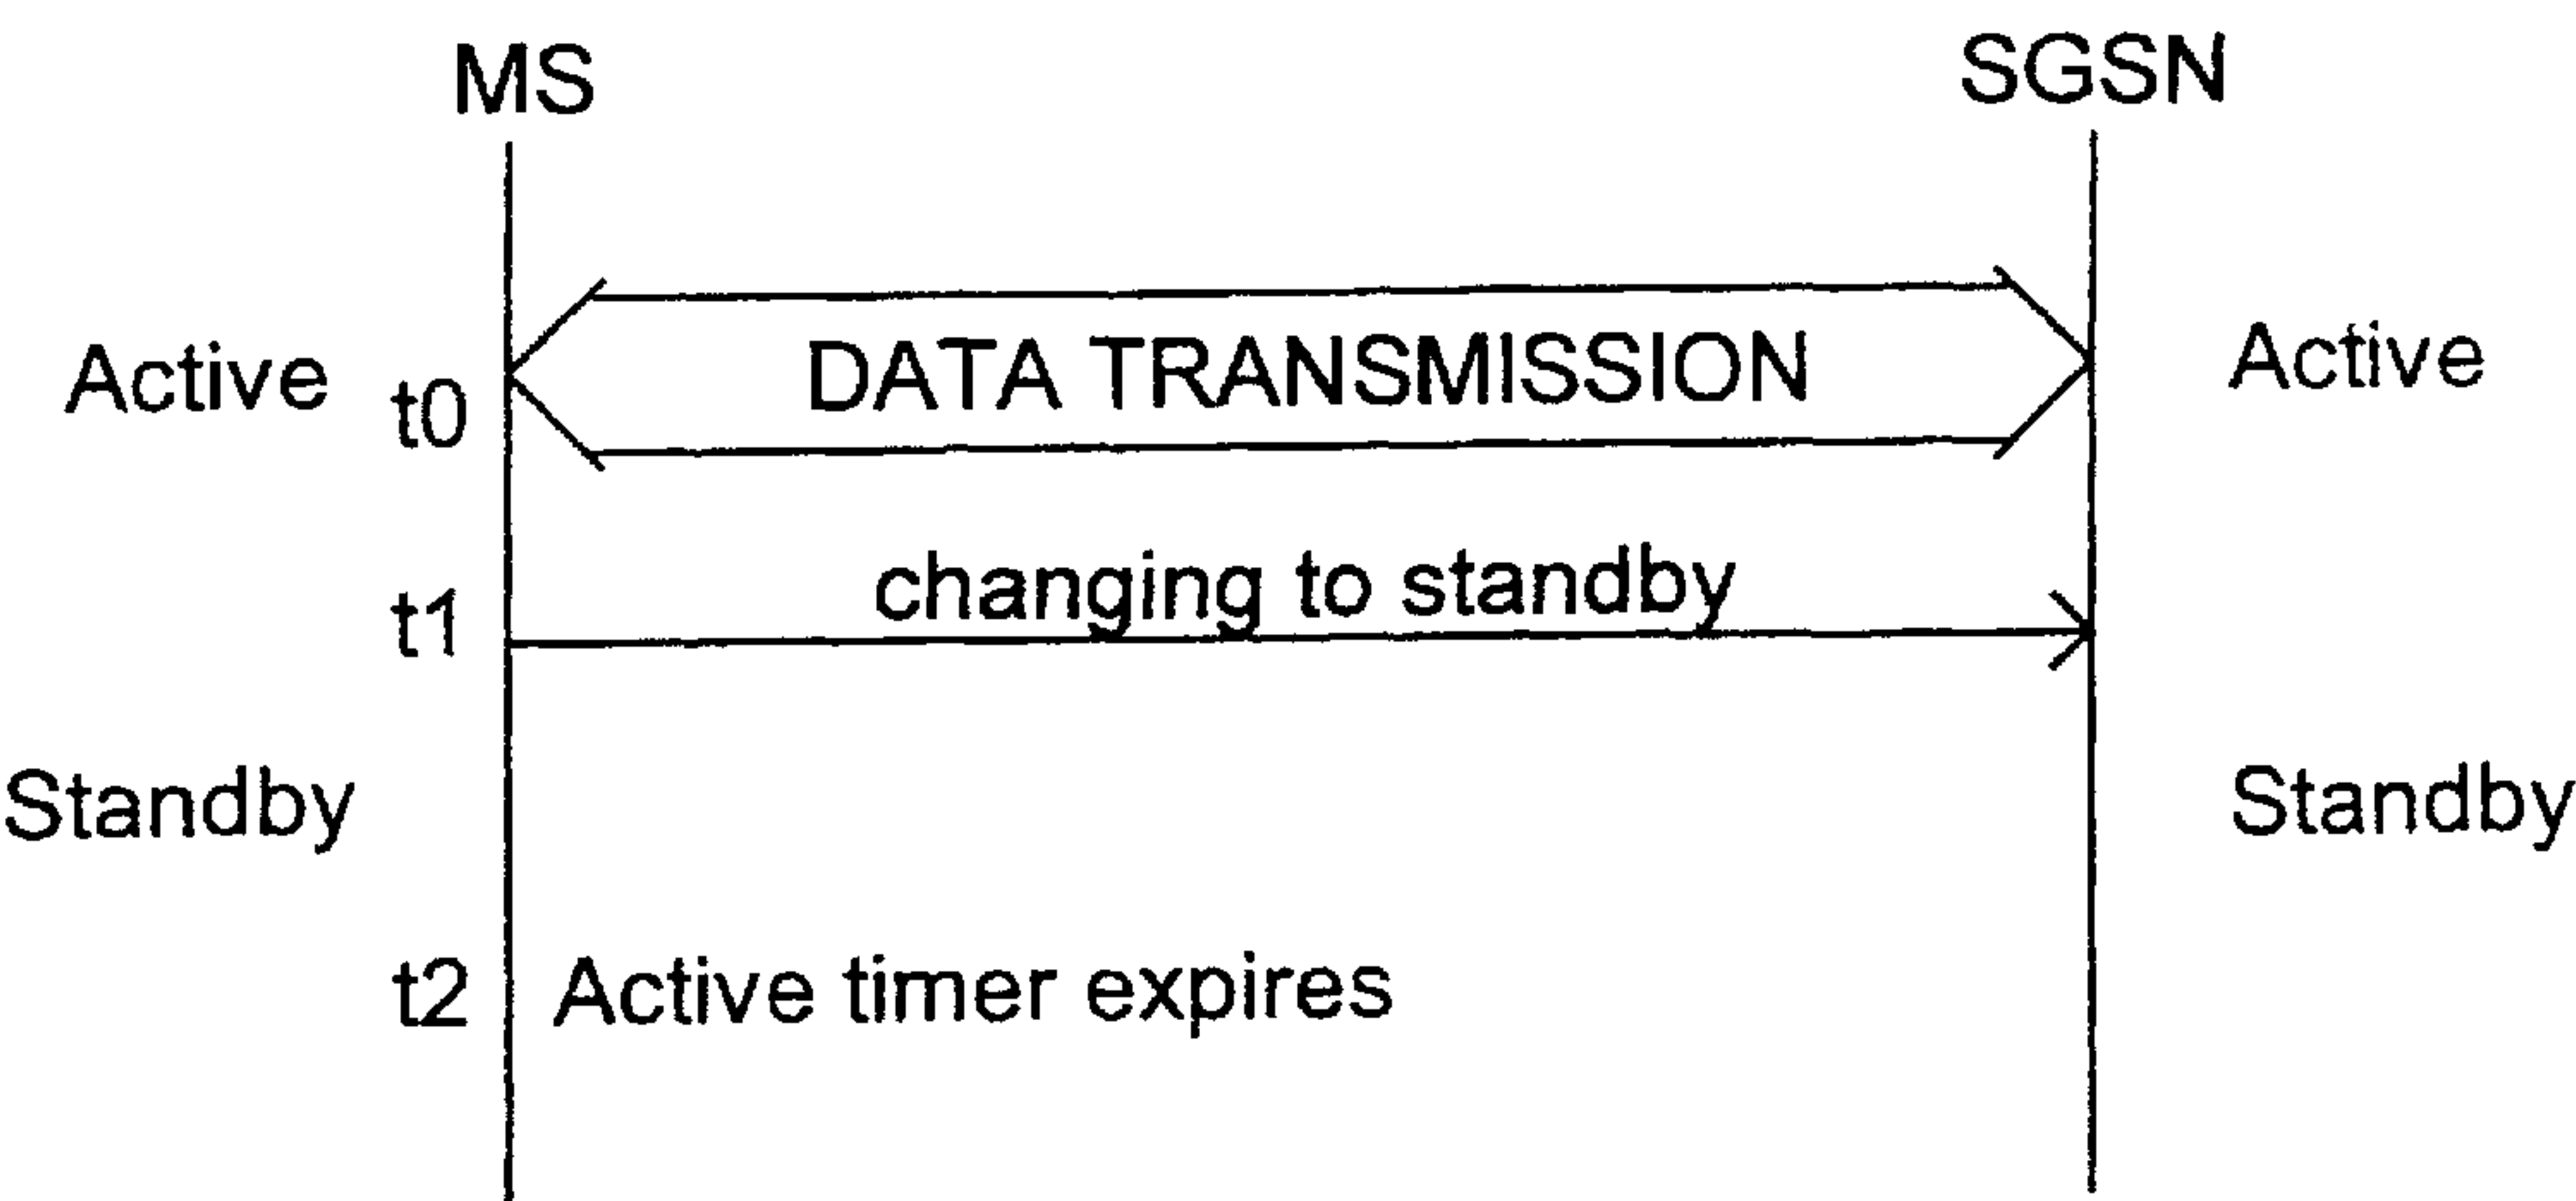 MS SGSN
Active t0 DATA TRANSMISSION Active
t1 changing to standby
Standby Standby
t2 Active timer expires